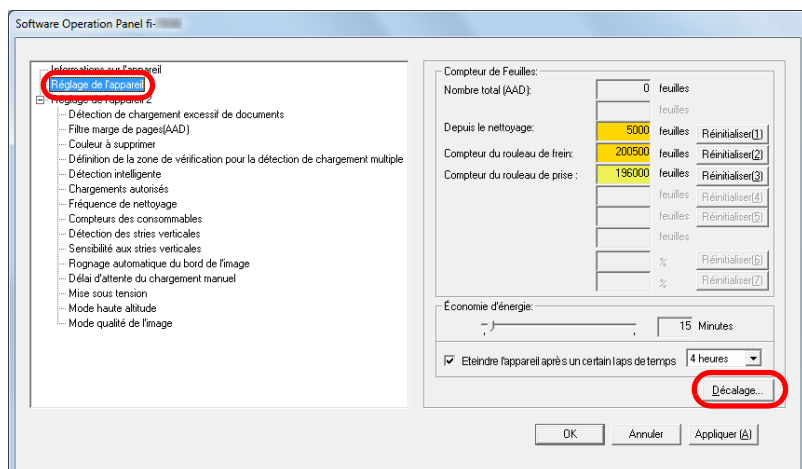 Software Operation Panel fi-
Informations sur l'appareil
Réglage de l'appareil
Réglage de l'appareil 2
Détection de chargement excessif de documents
Filtre marge de pages(AAD)
Couleur à supprimer
Définition de la zone de vérification pour la détection de chargement multiple
Détection intelligente
Chargements autorisés
Fréquence de nettoyage
Compteurs des consommables
Détection des stries verticales
Sensibilité aux stries verticales
Rognage automatique du bord de l'image
Délai d'attente du chargement manuel
Mise sous tension
Mode haute altitude
Mode qualité de l'image
Compteur de Feuilles:
Nombre total (AAD): 0 feuilles
feuilles
Depuis le nettoyage: 5000 feuilles Réinitialiser(1)
Compteur du rouleau de frein: 200500 feuilles Réinitialiser(2)
Compteur du rouleau de prise : 196000 feuilles Réinitialiser(3)
feuilles Réinitialiser(4)
feuilles Réinitialiser(5)
feuilles
% Réinitialiser(6)
% Réinitialiser(7)
Économie d'énergie:
15 Minutes
Eteindre l'appareil après un certain laps de temps 4 heures
Décalage...
OK Annuler Appliquer (A)